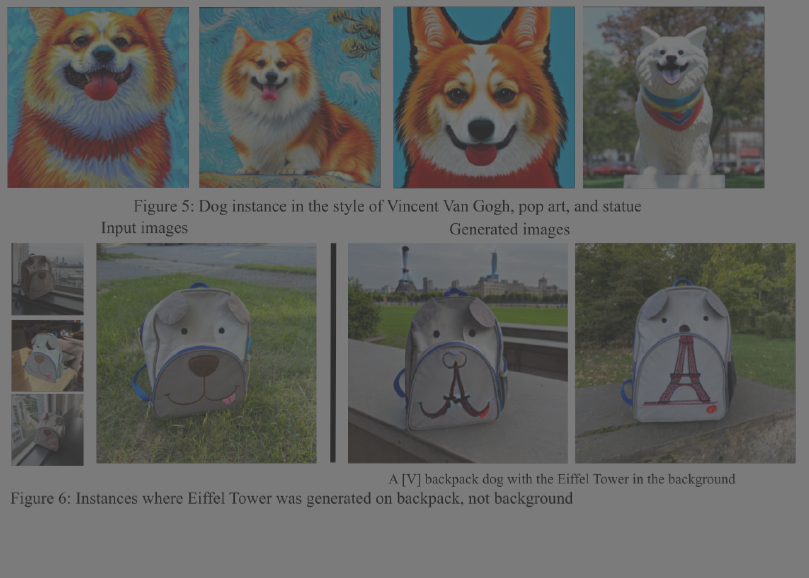 Figure 5: Dog instance in the style of Vincent Van Gogh, pop art, and statue
Input images
Generated images
A [V] backpack dog with the Eiffel Tower in the background
Figure 6: Instances where Eiffel Tower was generated on backpack, not background